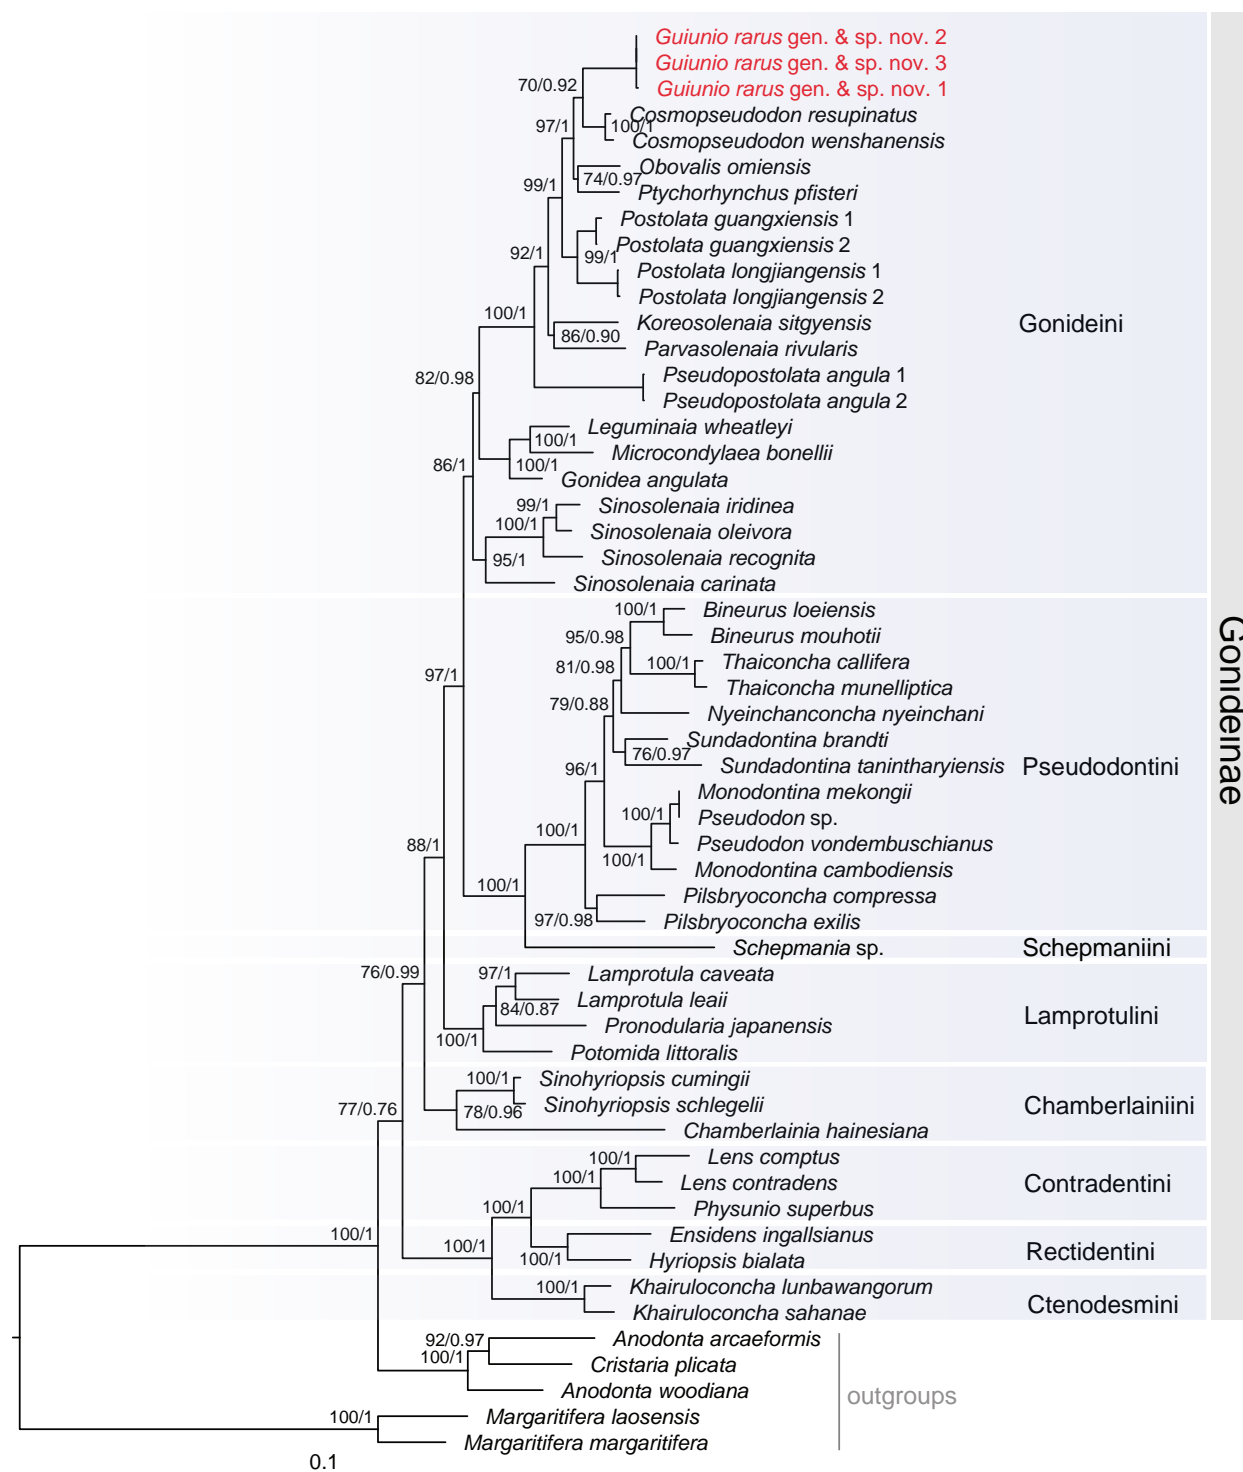 Guiunio rarus gen. & sp. nov. 2
Guiunio rarus gen. & sp. nov. 3
70/0.92
Guiunio rarus gen. & sp. nov. 1
Cosmopseudodon resupinatus
97/1
100/1
Cosmopseudodon wenshanensis
Obovalis omiensis
74/0.97
99/1
Ptychorhynchus pfisteri
Postolata guangxiensis 1
Postolata guangxiensis 2
92/1
99/1
Postolata longjiangensis 1
Postolata longjiangensis 2
100/1
Koreosolenaia sitgyensis
Gonideini
86/0.90
Parvasolenaia rivularis
82/0.98
Pseudopostolata angula 1
Pseudopostolata angula 2
Leguminaia wheatleyi
100/1
Microcondylaea bonellii
86/1
100/1
Gonidea angulata
99/1
Sinosolenaia iridinea
100/1
Sinosolenaia oleivora
95/1
Sinosolenaia recognita
Sinosolenaia carinata
100/1
Bineurus loeiensis
95/0.98
Bineurus mouhotii
81/0.98
100/1
Thaiconcha callifera
97/1
Thaiconcha munelliptica
79/0.88
Nyeinchanconcha nyeinchani
Sundadontina brandti
76/0.97
96/1
Sundadontina tanintharyiensis
Pseudodontini
Gonideinae
Monodontina mekongii
100/1
Pseudodon sp.
100/1
Pseudodon vondembuschianus
88/1
100/1
Monodontina cambodiensis
100/1
Pilsbryoconcha compressa
97/0.98
Pilsbryoconcha exilis
Schepmania sp.
Schepmaniini
76/0.99
97/1
Lamprotula caveata
Lamprotula leaii
84/0.87
Pronodularia japanensis
Lamprotulini
100/1
Potomida littoralis
100/1
Sinohyriopsis cumingii
77/0.76
78/0.96
Sinohyriopsis schlegelii
Chamberlainiini
Chamberlainia hainesiana
100/1
Lens comptus
100/1
Lens contradens
Contradentini
100/1
Physunio superbus
100/1
100/1
Ensidens ingallsianus
100/1
Hyriopsis bialata
Rectidentini
100/1
Khairuloconcha lunbawangorum
Khairuloconcha sahanae
Ctenodesmini
92/0.97
Anodonta arcaeformis
100/1
Cristaria plicata
Anodonta woodiana
outgroups
100/1
Margaritifera laosensis
Margaritifera margaritifera
0.1